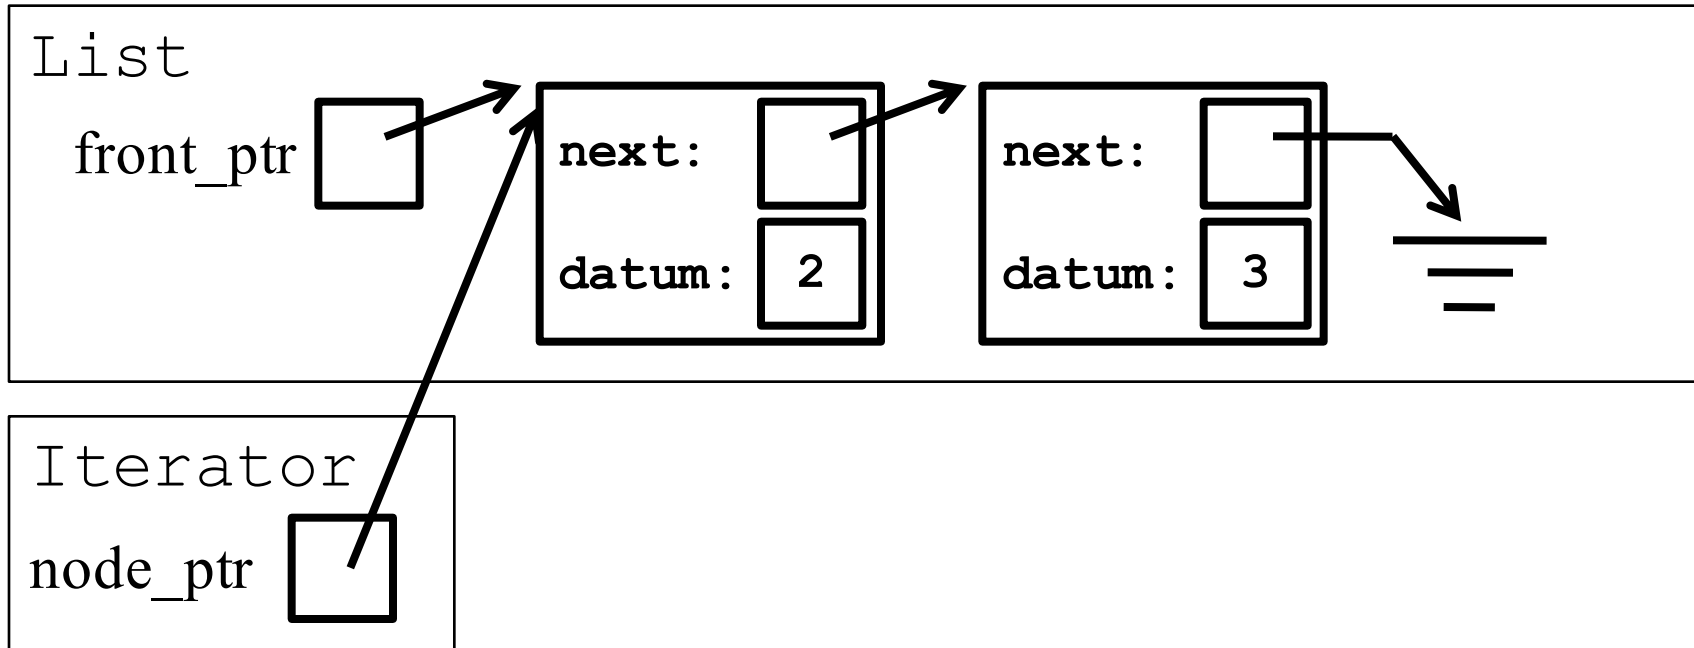 List
front_ptr
next:
next:
datum: 2
datum: 3
Iterator
node_ptr